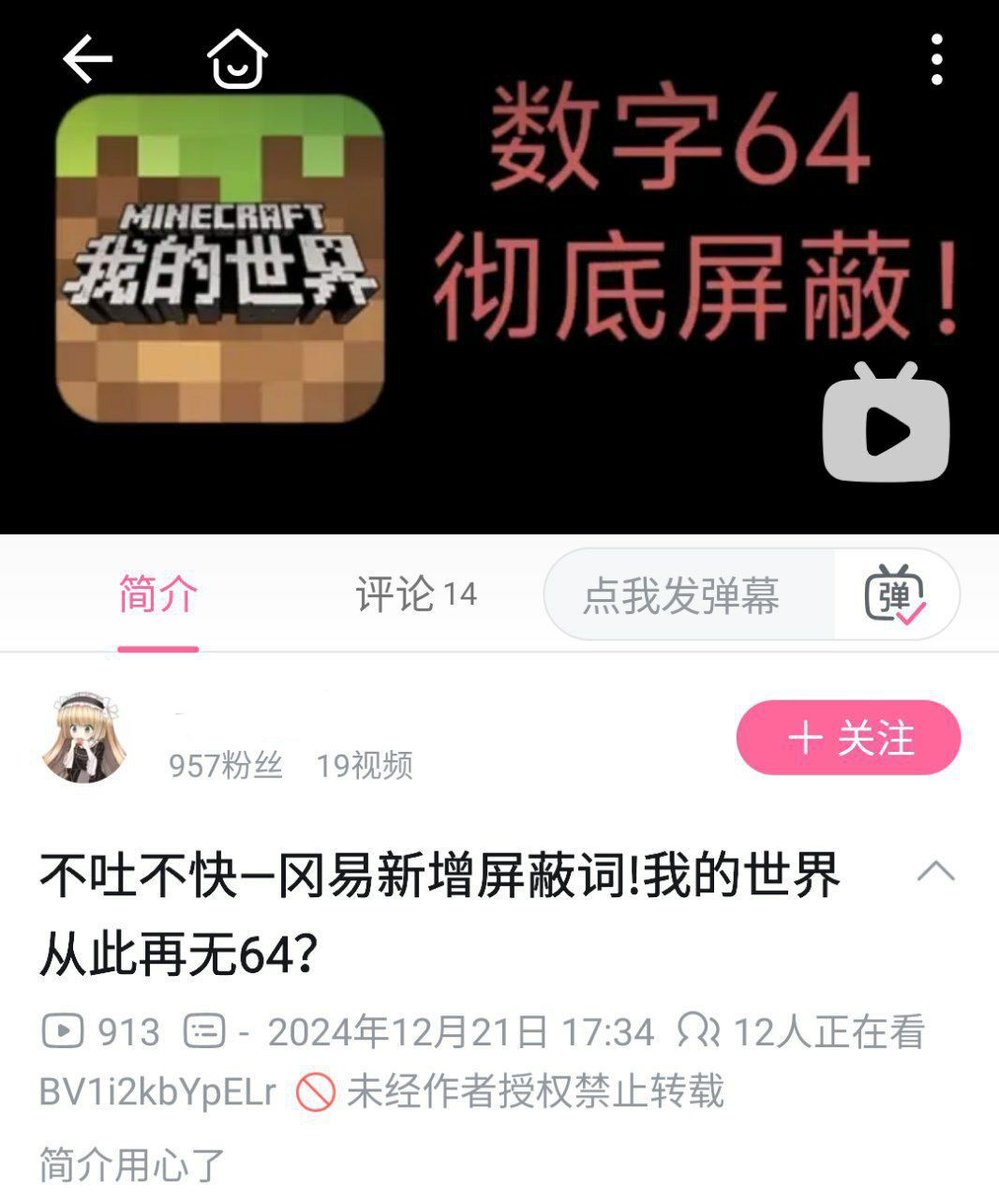 数字64
MINECRAFT
我的世界
彻底屏蔽！
简介
评论 14
点我发弹幕
弹
957粉丝 19视频
+ 关注
不吐不快—冈易新增屏蔽词!我的世界
从此再无64？
913 - 2024年12月21日 17:34 12人正在看
BV1i2kbYpELr 未经作者授权禁止转载
简介用心了